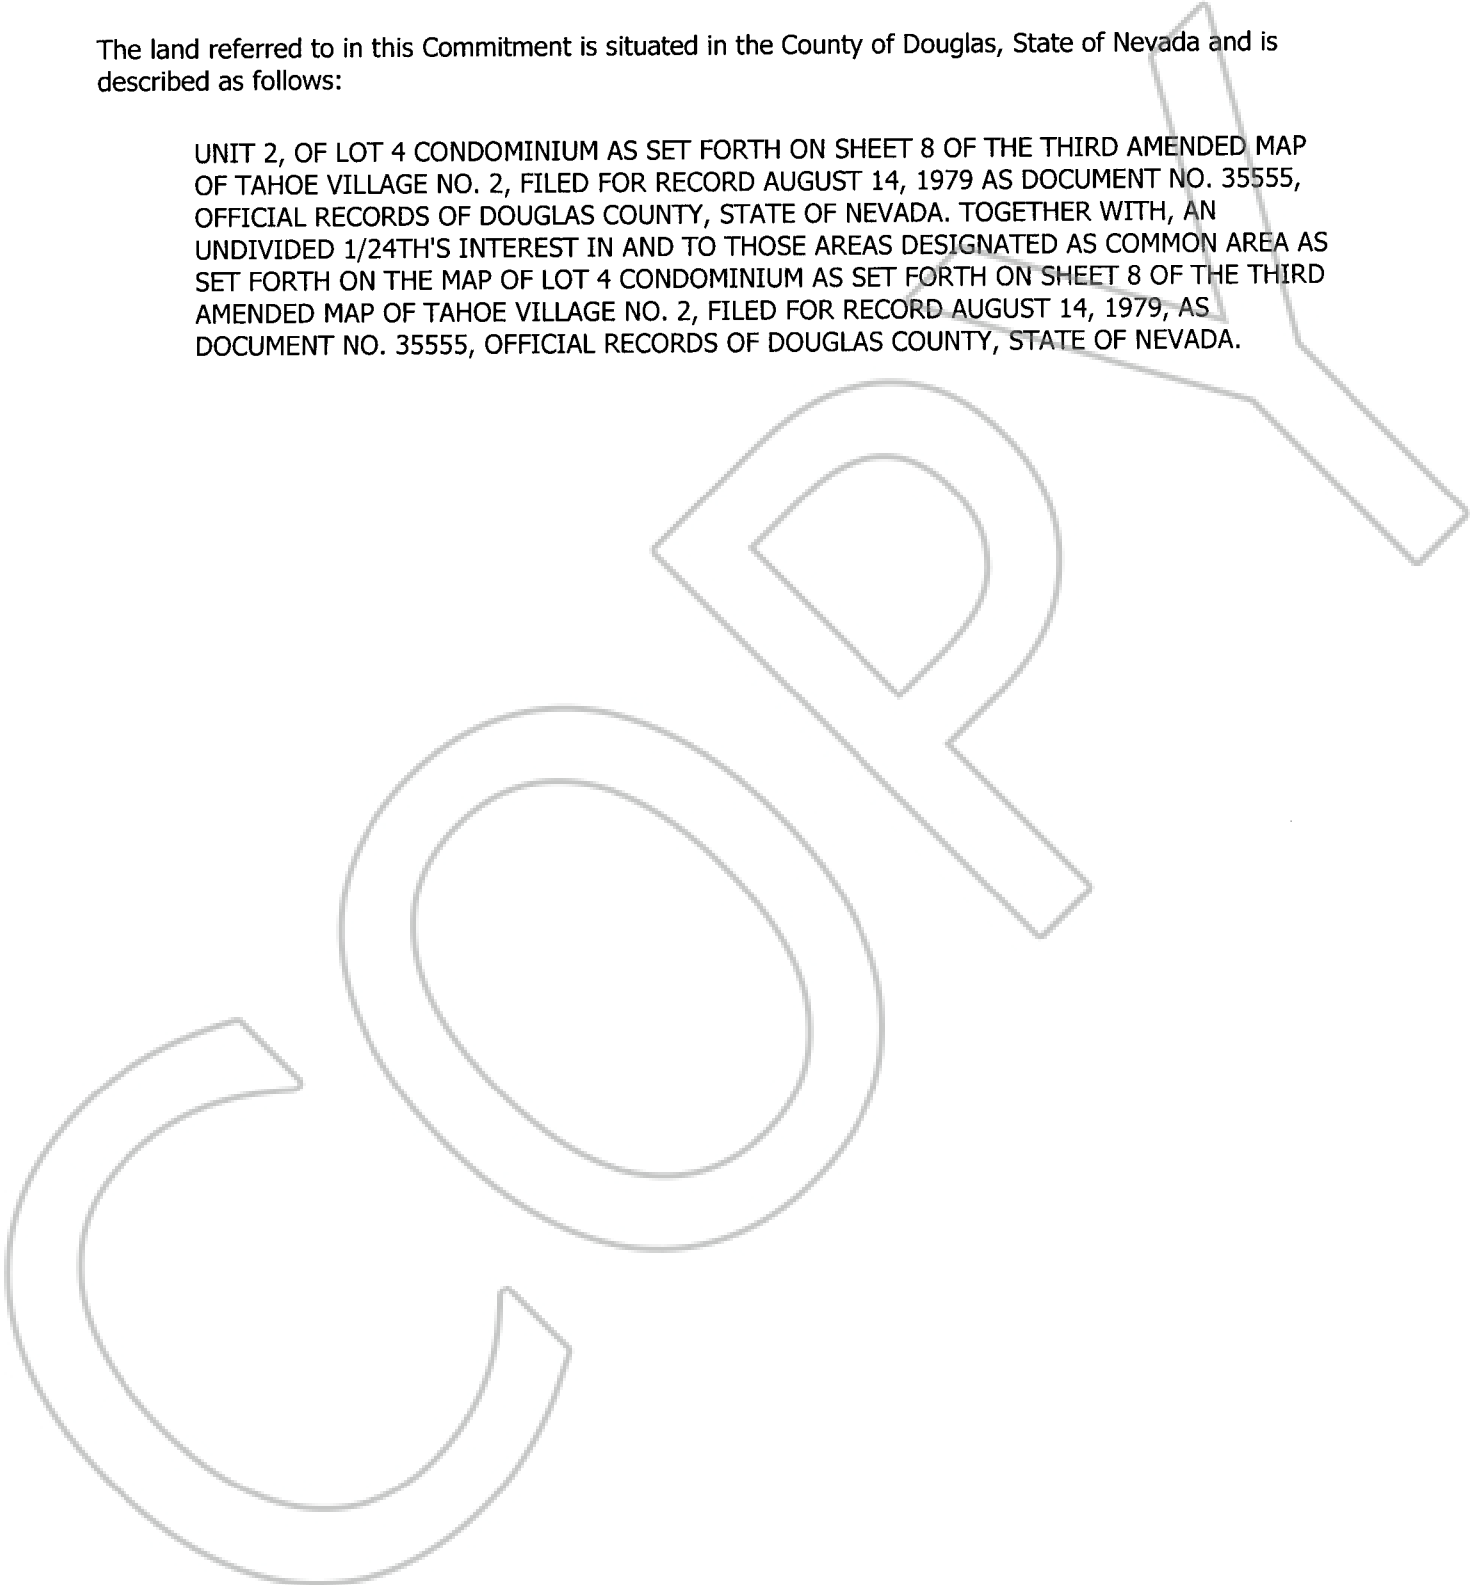 The land referred to in this Commitment is situated in the County of Douglas, State of Nevada and is
described as follows:
UNIT 2, OF LOT 4 CONDOMINIUM AS SET FORTH ON SHEET 8 OF THE THIRD AMENDED MAP
OF TAHOE VILLAGE NO. 2, FILED FOR RECORD AUGUST 14, 1979 AS DOCUMENT NO. 35555,
OFFICIAL RECORDS OF DOUGLAS COUNTY, STATE OF NEVADA. TOGETHER WITH, AN
UNDIVIDED 1/24TH'S INTEREST IN AND TO THOSE AREAS DESIGNATED AS COMMON AREA AS
SET FORTH ON THE MAP OF LOT 4 CONDOMINIUM AS SET FORTH ON SHEET 8 OF THE THIRD
AMENDED MAP OF TAHOE VILLAGE NO. 2, FILED FOR RECORD AUGUST 14, 1979, AS
DOCUMENT NO. 35555, OFFICIAL RECORDS OF DOUGLAS COUNTY, STATE OF NEVADA.
COPY